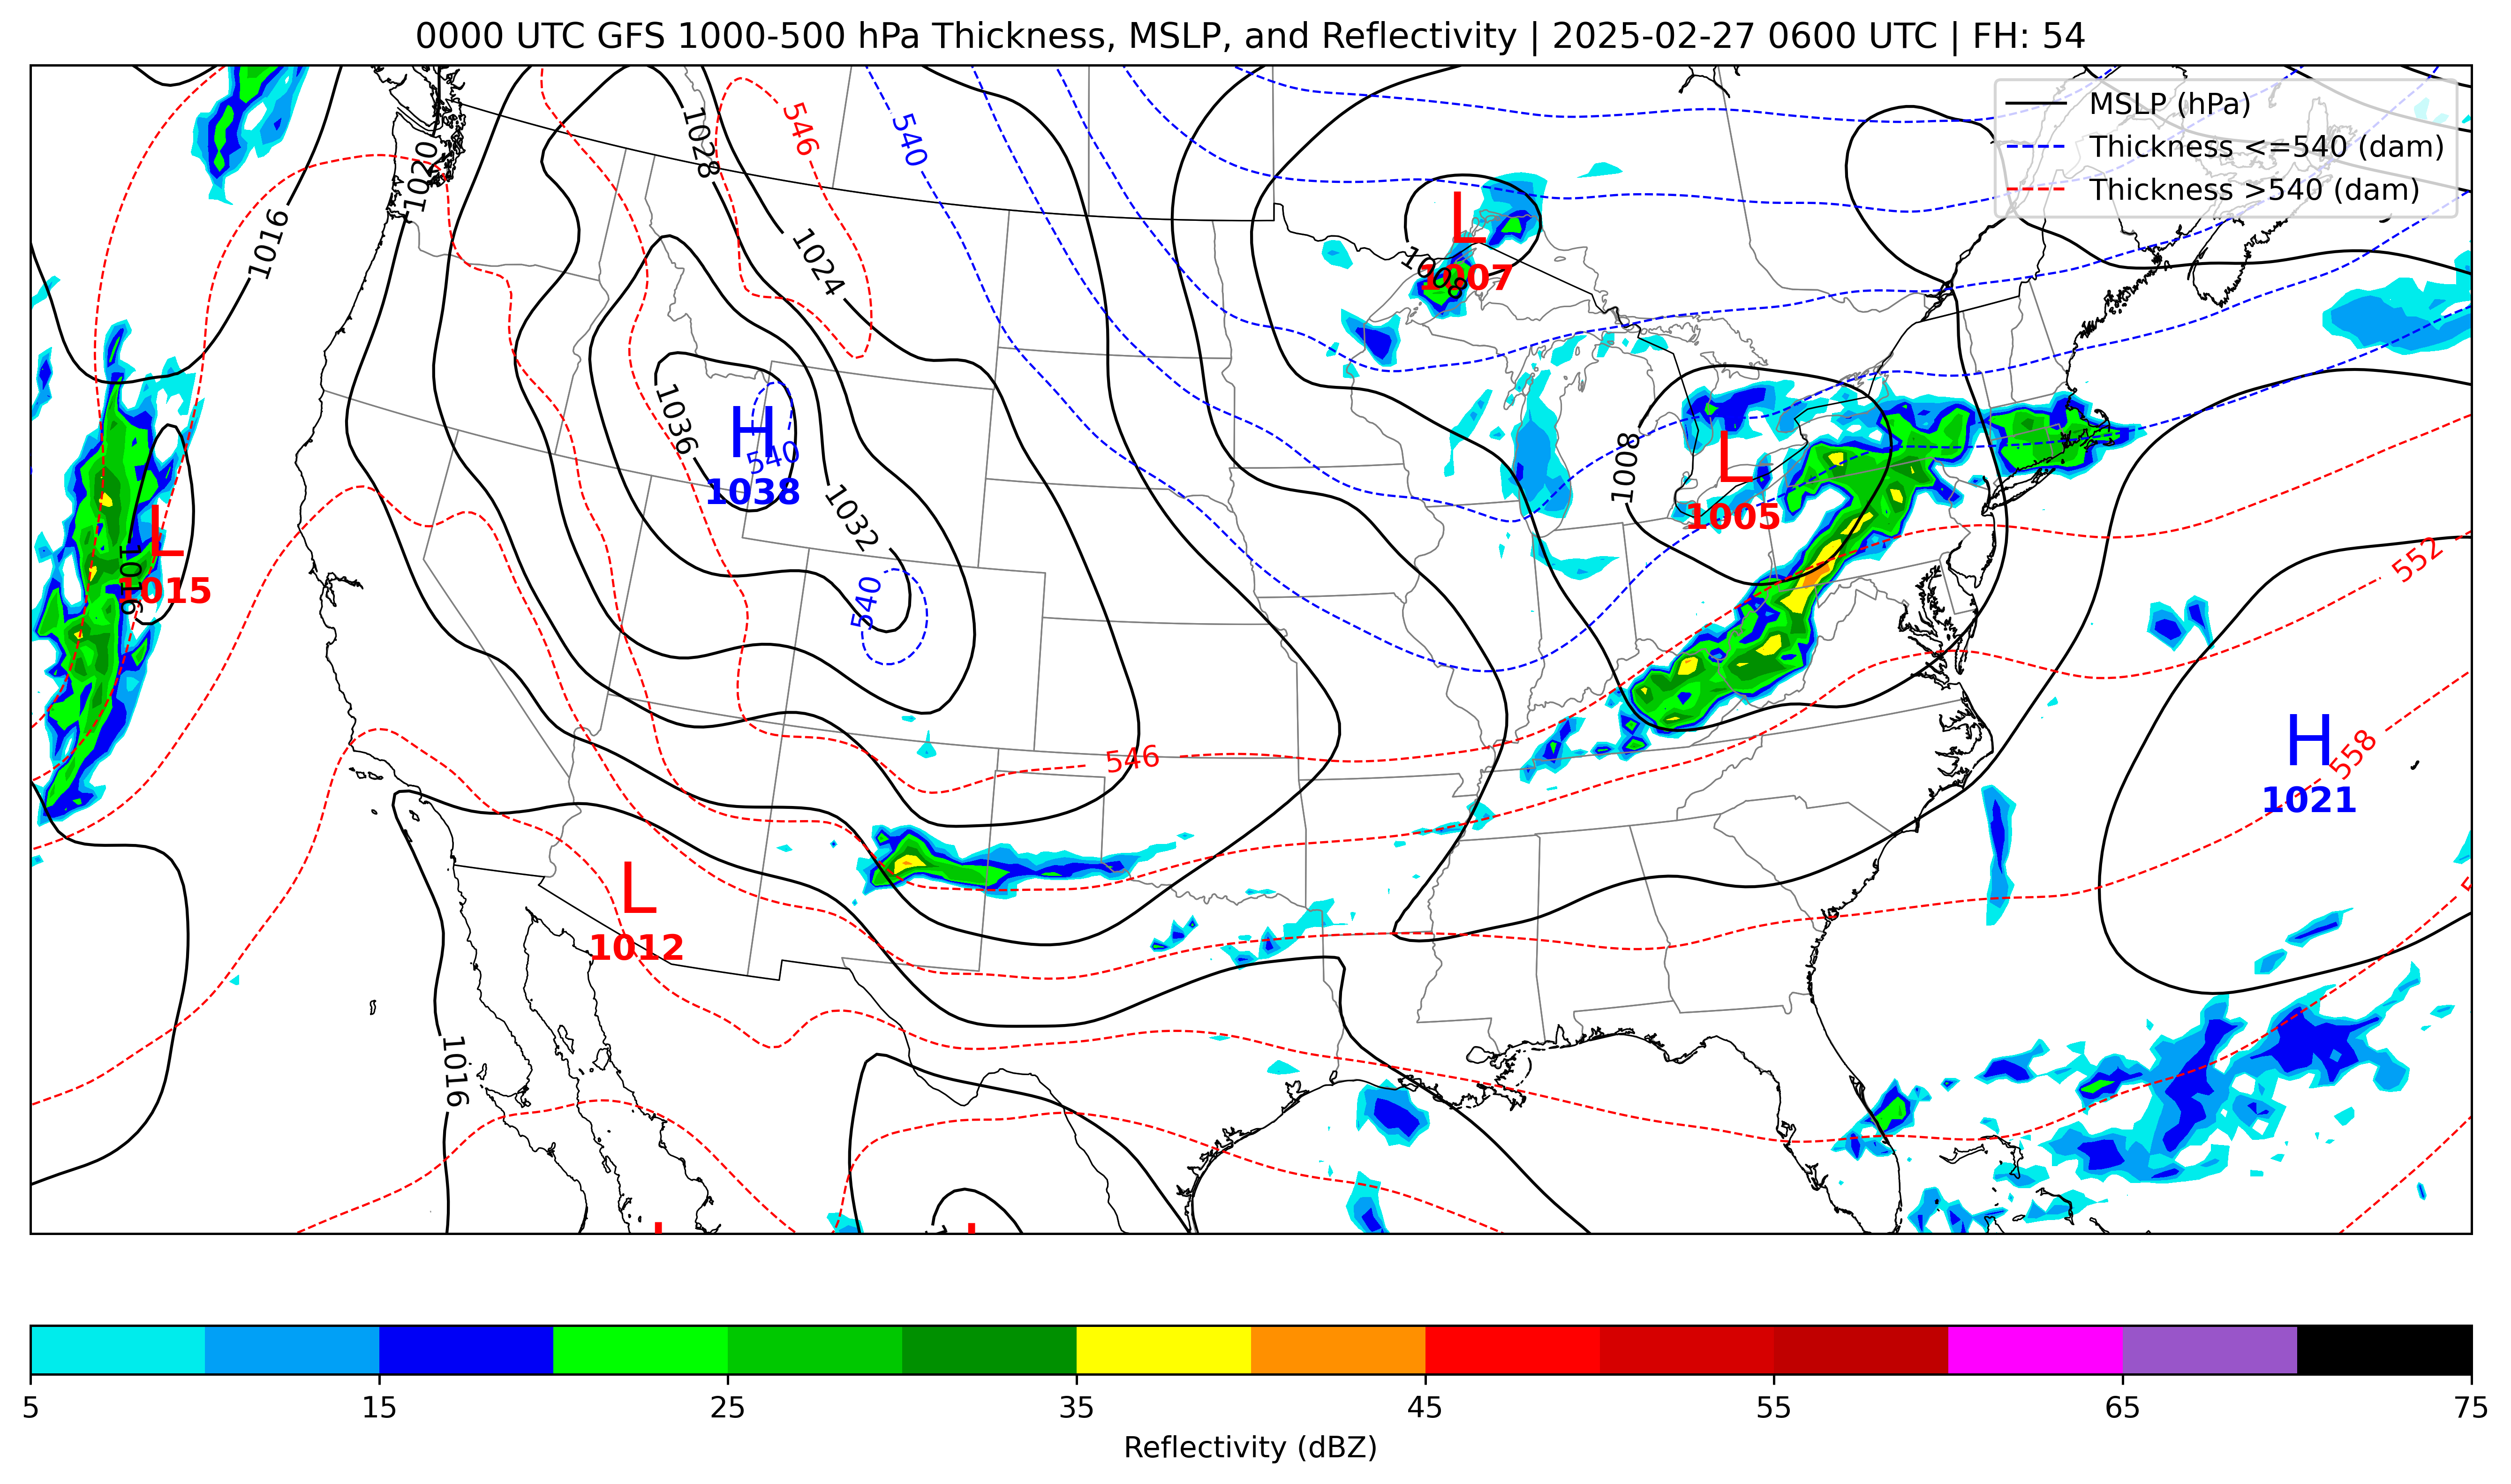 0000 UTC GFS 1000-500 hPa Thickness, MSLP, and Reflectivity | 2025-02-27 0600 UTC | FH: 54
MSLP (hPa)
Thickness <=540 (dam)
Thickness >540 (dam)
1028
546
540
1020
1016
1024
L
1008
1007
1036
H
540
1038
1032
1008
L
1005
L
1016
1015
540
552
546
H
558
1021
L
1012
1016
5
15
25
35
45
55
65
75
Reflectivity (dBZ)